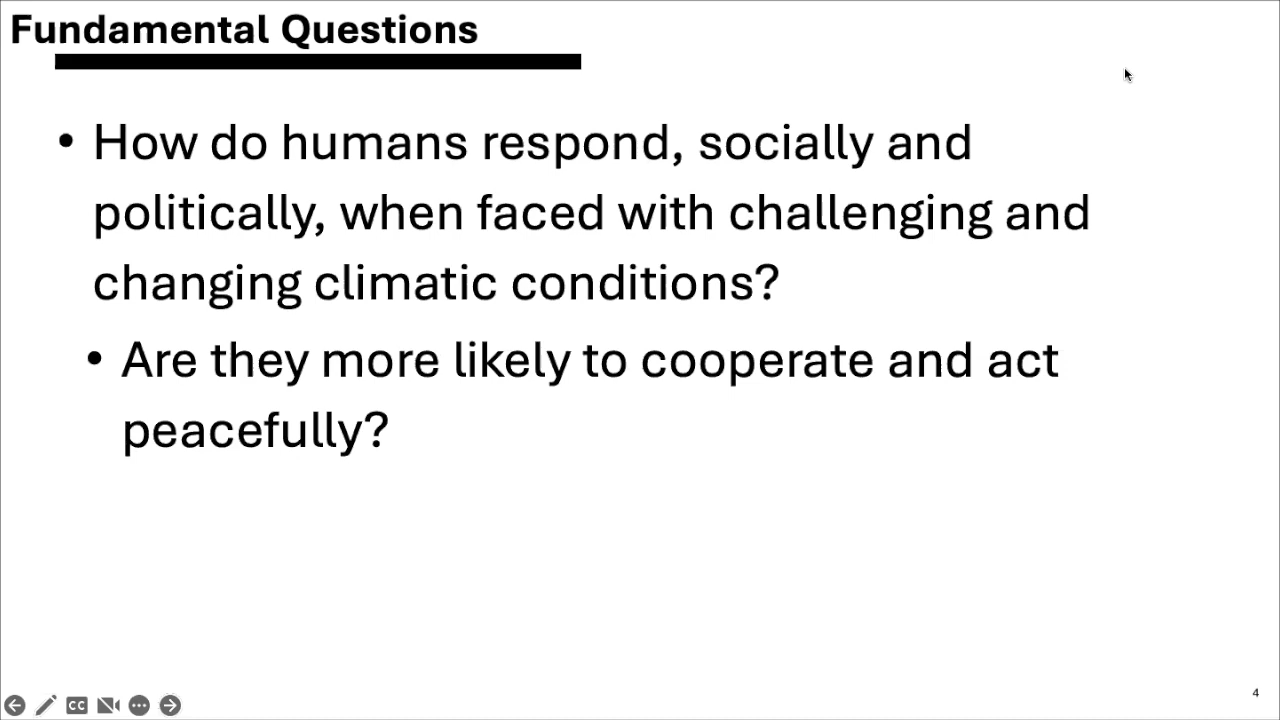 Fundamental Questions
• How do humans respond, socially and
politically, when faced with challenging and
changing climatic conditions?
• Are they more likely to cooperate and act
peacefully?
CC
4